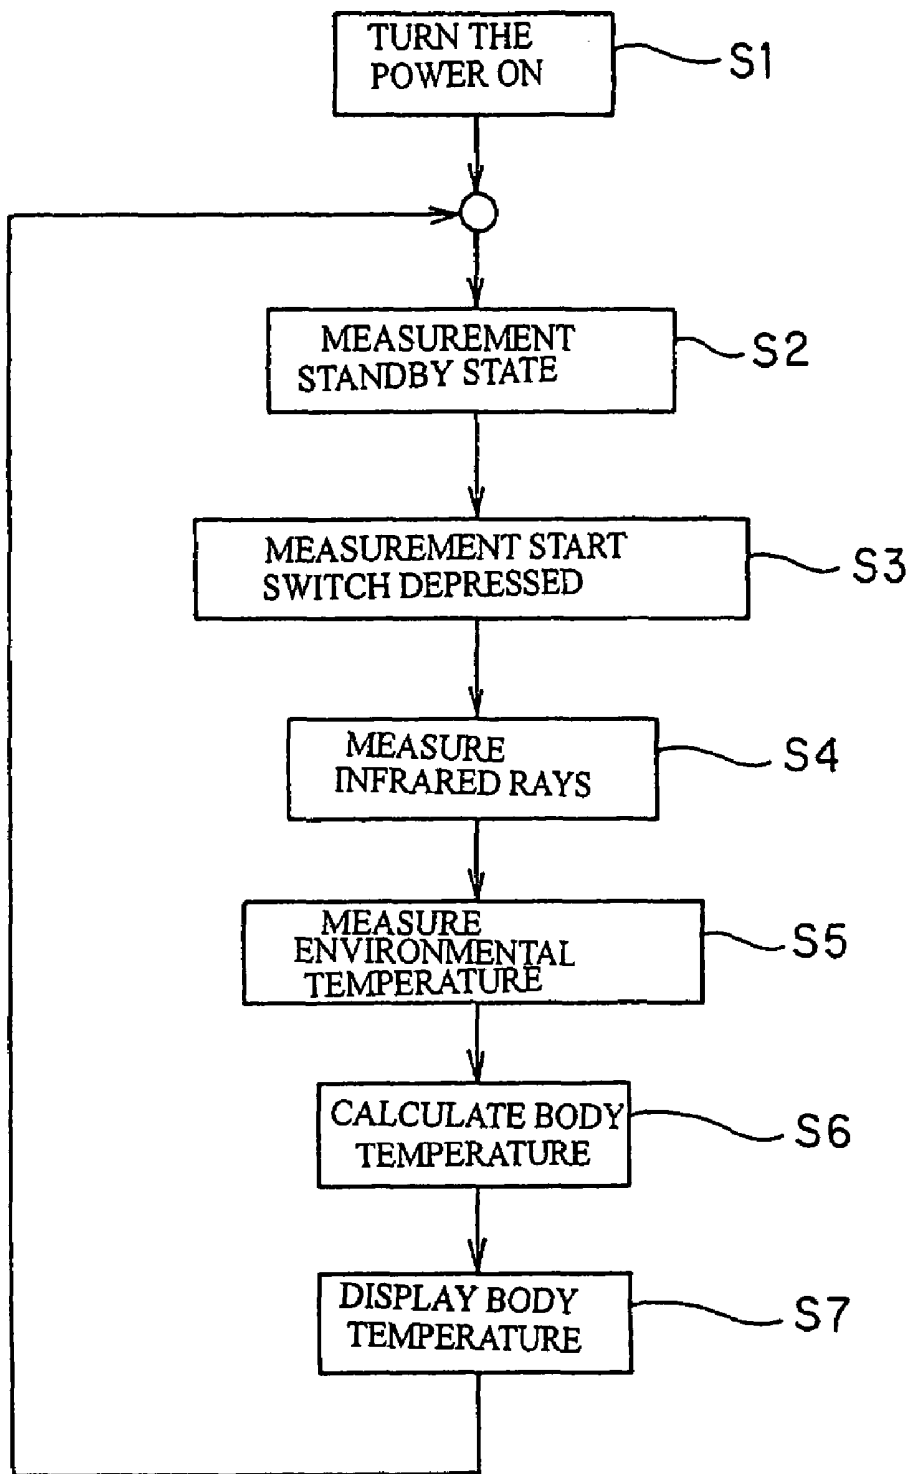 TURN THE
POWER ON
S1
MEASUREMENT
STANDBY STATE
S2
MEASUREMENT START
SWITCH DEPRESSED
S3
MEASURE
INFRARED RAYS
S4
MEASURE
ENVIRONMENTAL
TEMPERATURE
S5
CALCULATE BODY
TEMPERATURE
S6
DISPLAY BODY
TEMPERATURE
S7